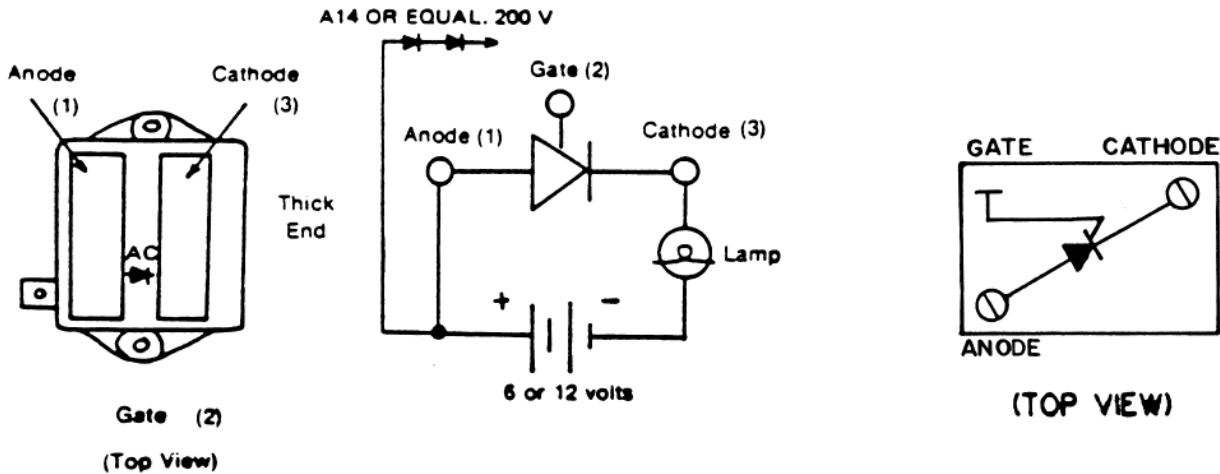 A14 OR EQUAL. 200 V
Anode
(1)
Cathode
(3)
AC
Thick
End
Gate (2)
(Top View)
Gate (2)
Anode (1)
Cathode (3)
Lamp
+
-
6 or 12 volts
GATE
CATHODE
ANODE
(TOP VIEW)